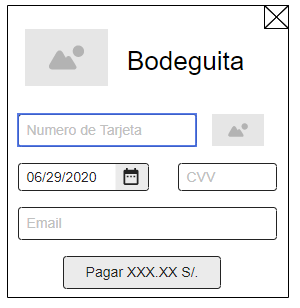 Bodeguita
Numero de Tarjeta
06/29/2020
CVV
Email
Pagar XXX.XX S/.